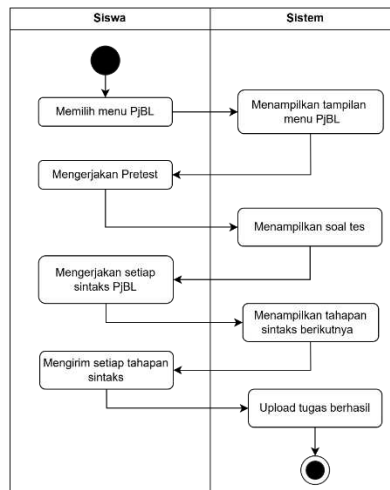 Siswa
Sistem
Memilih menu PjBL
Menampilkan tampilan
menu PjBL
Mengerjakan Pretest
Menampilkan soal tes
Mengerjakan setiap
sintaks PjBL
Menampilkan tahapan
sintaks berikutnya
Mengirim setiap tahapan
sintaks
Upload tugas berhasil